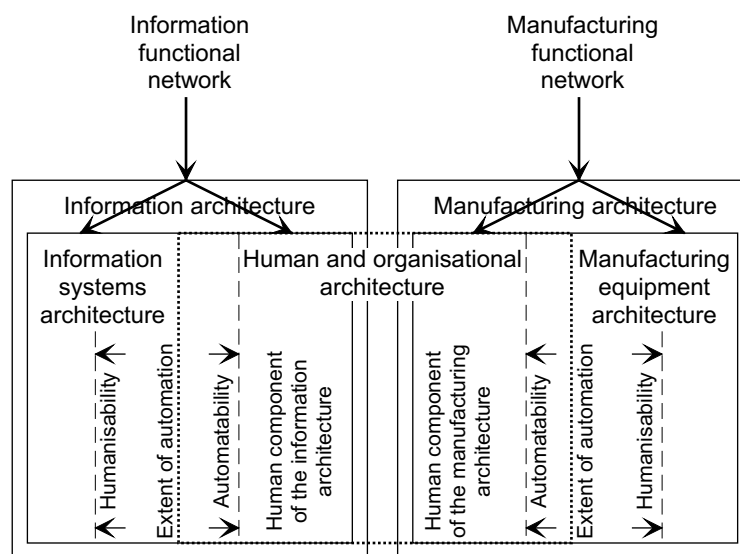 Information
functional
network
Manufacturing
functional
network
Information architecture
Manufacturing architecture
Information
systems
architecture
Human and organisational
architecture
Manufacturing
equipment
architecture
Humanisability
Extent of automation
Automatability
Human component
of the information
architecture
Human component
of the manufacturing
architecture
Automatability
Extent of automation
Humanisability